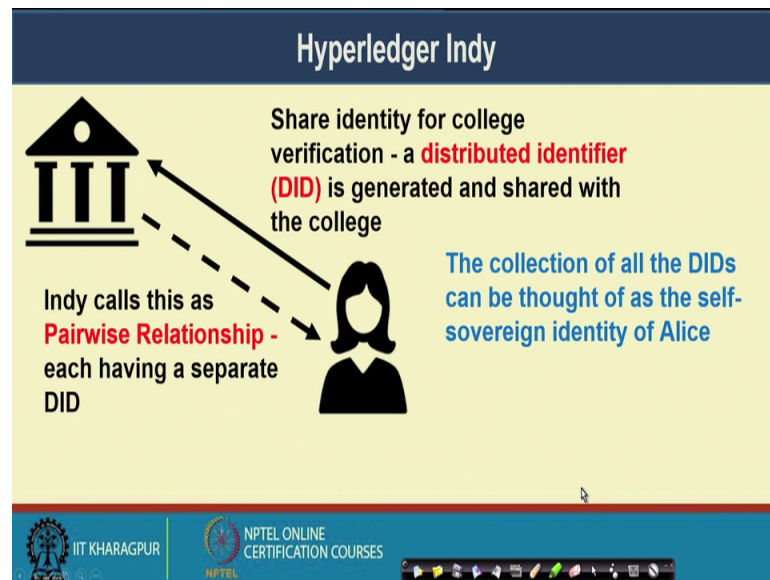 Hyperledger Indy
Share identity for college
verification - a distributed identifier
(DID) is generated and shared with
the college
The collection of all the DIDs
can be thought of as the self-
sovereign identity of Alice
Indy calls this as
Pairwise Relationship -
each having a separate
DID
IIT KHARAGPUR
NPTEL
NPTEL ONLINE
CERTIFICATION COURSES